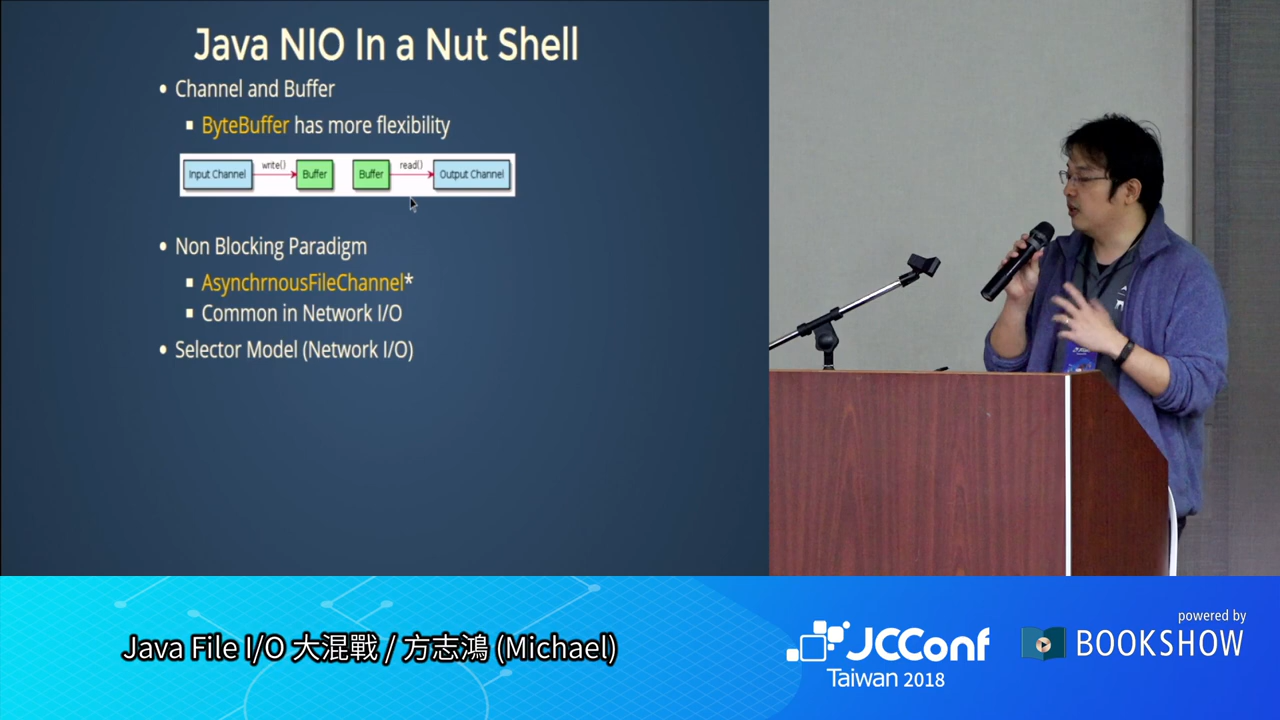 Java NIO In a Nut Shell
Channel and Buffer
ByteBuffer has more flexibility
Input Channel write() Buffer Buffer read() Output Channel
Non Blocking Paradigm
AsynchrnousFileChannel*
Common in Network I/O
Selector Model (Network I/O)
Java File I/O 大混戰 / 方志鴻 (Michael)
JCConf
Taiwan 2018
powered by
BOOKSHOW